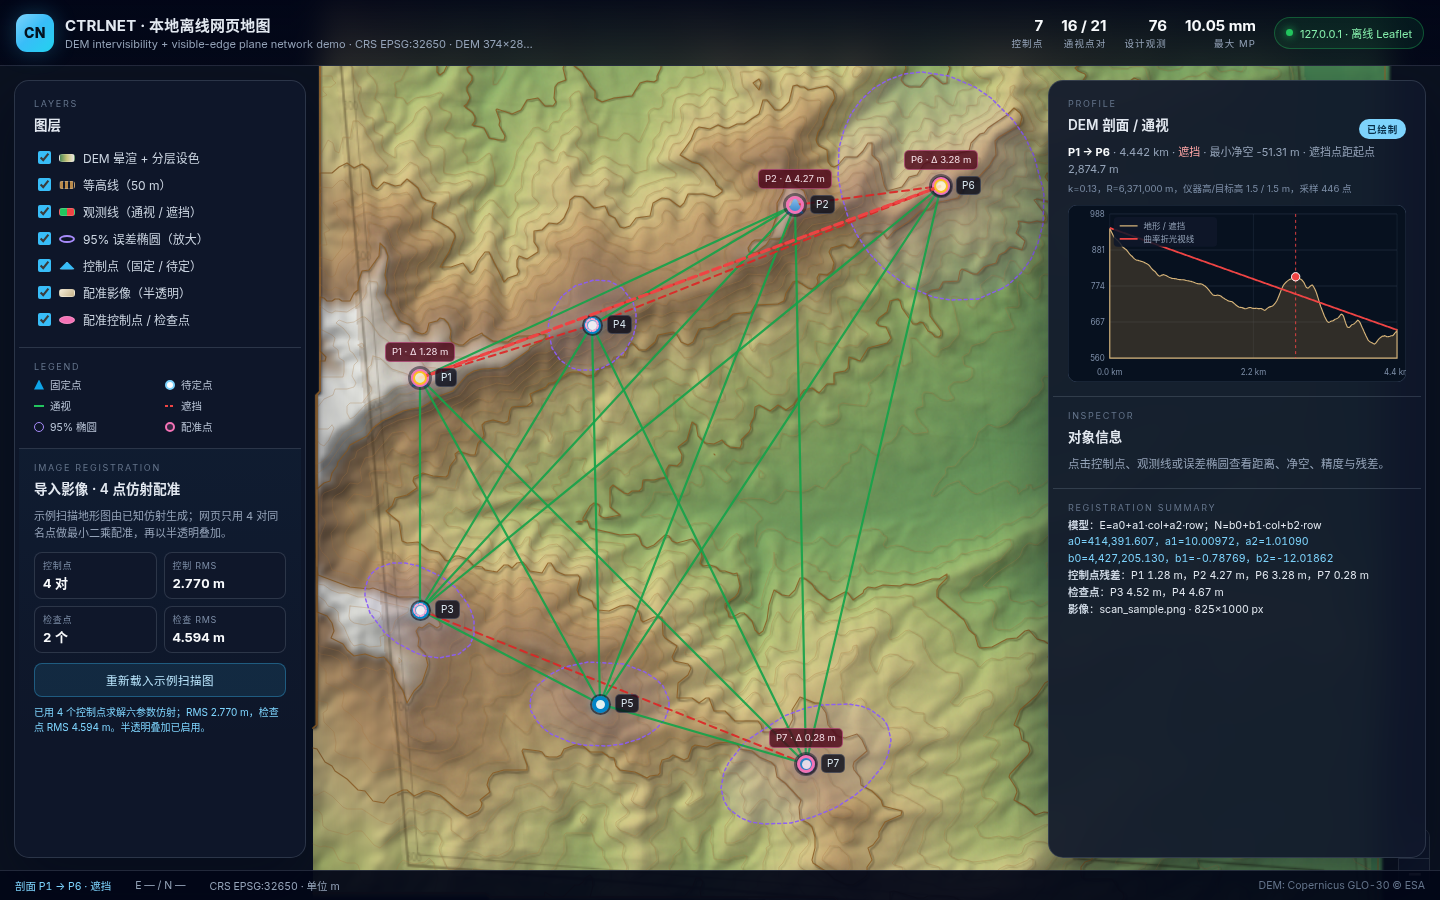 CN
CTRLNET · 本地离线网页地图
DEM intervisibility + visible-edge plane network demo · CRS EPSG:32650 · DEM 374×28…
7
控制点
16 / 21
通视点对
76
设计观测
10.05 mm
最大 MP
127.0.0.1 · 离线 Leaflet
LAYERS
图层
DEM 晕渲 + 分层设色
等高线（50 m）
观测线（通视 / 遮挡）
95% 误差椭圆（放大）
控制点（固定 / 待定）
配准影像（半透明）
配准控制点 / 检查点
LEGEND
固定点
待定点
通视
遮挡
95% 椭圆
配准点
IMAGE REGISTRATION
导入影像 · 4 点仿射配准
示例扫描地形图由已知仿射生成；网页只用 4 对同
名点做最小二乘配准，再以半透明叠加。
控制点
4 对
控制 RMS
2.770 m
检查点
2 个
检查 RMS
4.594 m
重新载入示例扫描图
已用 4 个控制点求解六参数仿射；RMS 2.770 m，检查
点 RMS 4.594 m。半透明叠加已启用。
P6 · Δ 3.28 m
P6
P2 · Δ 4.27 m
P2
P4
P1 · Δ 1.28 m
P1
P3
P5
P7 · Δ 0.28 m
P7
PROFILE
DEM 剖面 / 通视
已绘制
P1 → P6 · 4.442 km · 遮挡 · 最小净空 -51.31 m · 遮挡点距起点
2,874.7 m
k=0.13，R=6,371,000 m，仪器高/目标高 1.5 / 1.5 m，采样 446 点
988
881
774
667
560
地形 / 遮挡
曲率折光视线
0.0 km
2.2 km
4.4 k
INSPECTOR
对象信息
点击控制点、观测线或误差椭圆查看距离、净空、精度与残差。
REGISTRATION SUMMARY
模型：E=a0+a1·col+a2·row；N=b0+b1·col+b2·row
a0=414,391.607，a1=10.00972，a2=1.01090
b0=4,427,205.130，b1=-0.78769，b2=-12.01862
控制点残差：P1 1.28 m，P2 4.27 m，P6 3.28 m，P7 0.28 m
检查点：P3 4.52 m，P4 4.67 m
影像：scan_sample.png · 825×1000 px
剖面 P1 → P6 · 遮挡
E — / N —
CRS EPSG:32650 · 单位 m
DEM: Copernicus GLO-30 © ESA